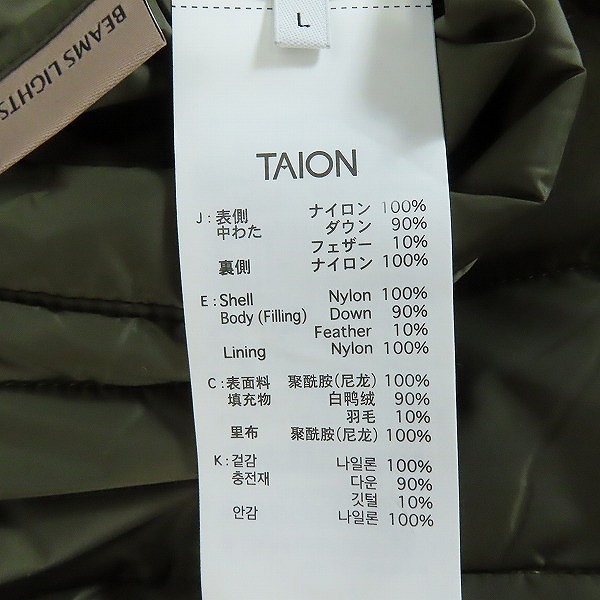 L
BEAMS LIGHTS
TAION
J : 表側 ナイロン 100%
中わた ダウン 90%
フェザー 10%
裏側 ナイロン 100%
E : Shell Nylon 100%
Body (Filling) Down 90%
Feather 10%
Lining Nylon 100%
C : 表面料 聚酰胺(尼龙) 100%
填充物 白鸭绒 90%
羽毛 10%
里布 聚酰胺(尼龙) 100%
K : 겉감 나일론 100%
충전재 다운 90%
깃털 10%
안감 나일론 100%